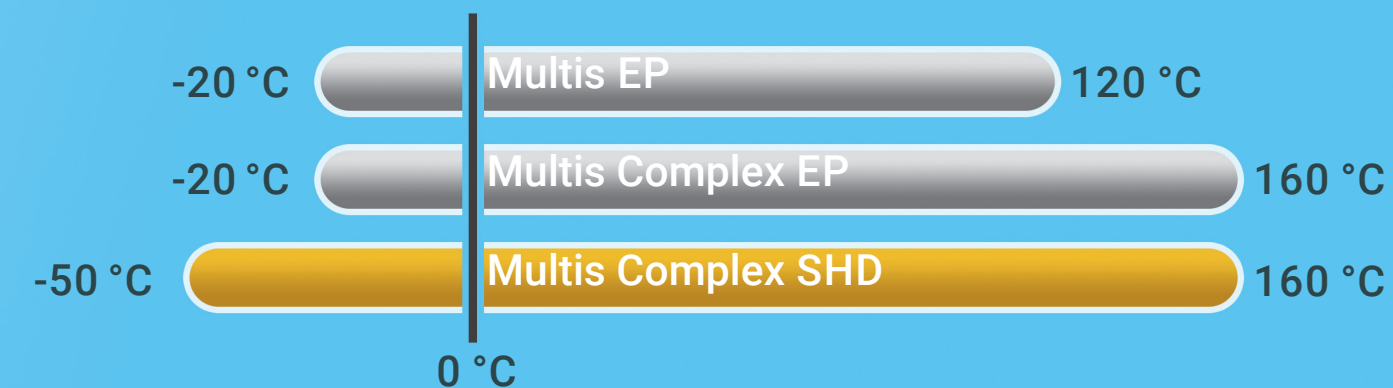 -20 °C Multis EP 120 °C
-20 °C Multis Complex EP 160 °C
-50 °C Multis Complex SHD 160 °C
0 °C